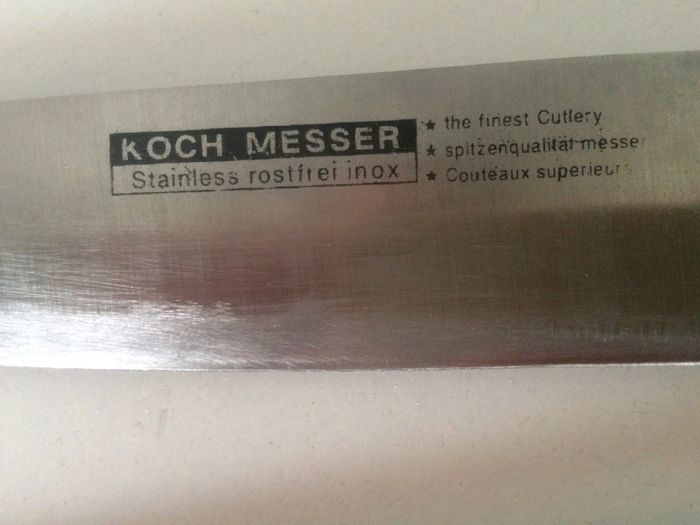 KOCH MESSER
Stainless rostfrei inox
★ the finest Cutlery
★ spitzenqualität messer
★ Couteaux superieurs